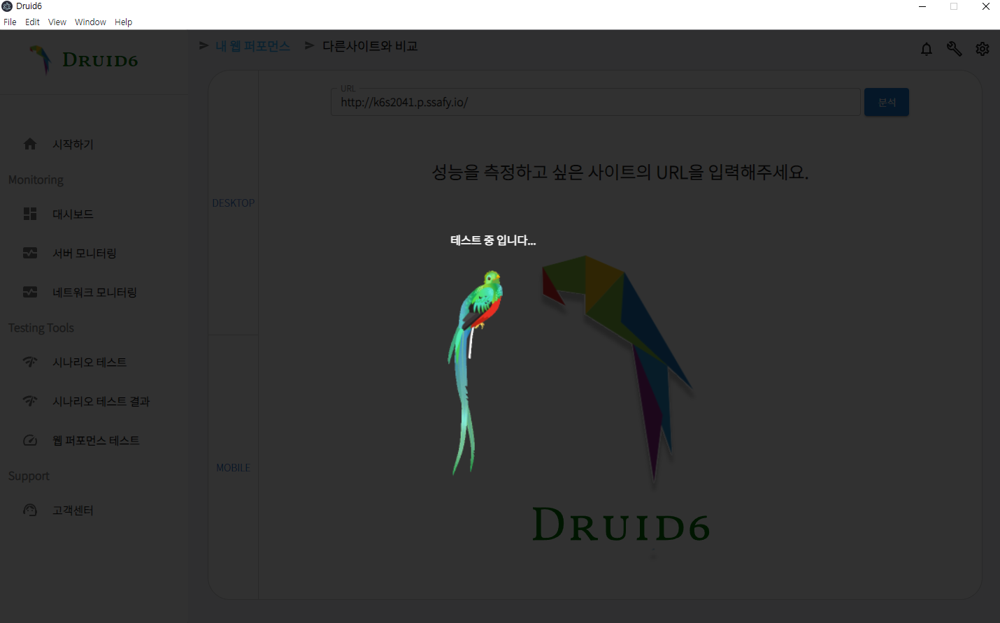 Druid6
File Edit View Window Help
DRUID6
내 웹 퍼포먼스 다른사이트와 비교
URL
http://k6s2041.p.ssafy.io/
분석
시작하기
Monitoring
대시보드
서버 모니터링
네트워크 모니터링
Testing Tools
시나리오 테스트
시나리오 테스트 결과
웹 퍼포먼스 테스트
Support
고객센터
DESKTOP
MOBILE
성능을 측정하고 싶은 사이트의 URL을 입력해주세요.
테스트 중 입니다...
DRUID6